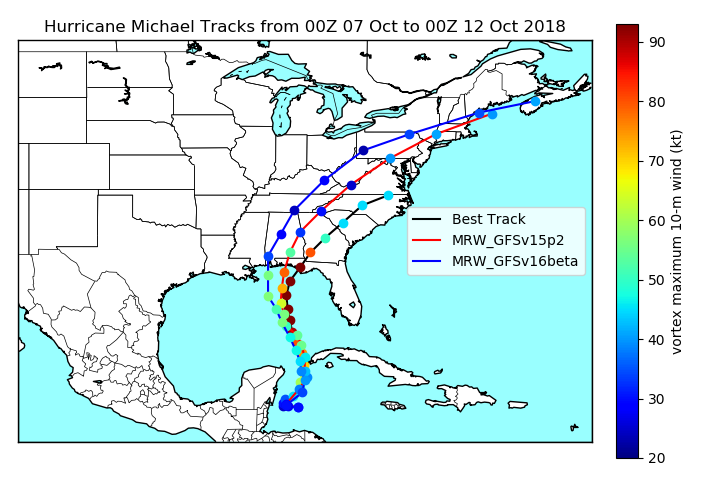 Hurricane Michael Tracks from 00Z 07 Oct to 00Z 12 Oct 2018
Best Track
MRW_GFSv15p2
MRW_GFSv16beta
90
80
70
60
50
40
30
20
vortex maximum 10-m wind (kt)